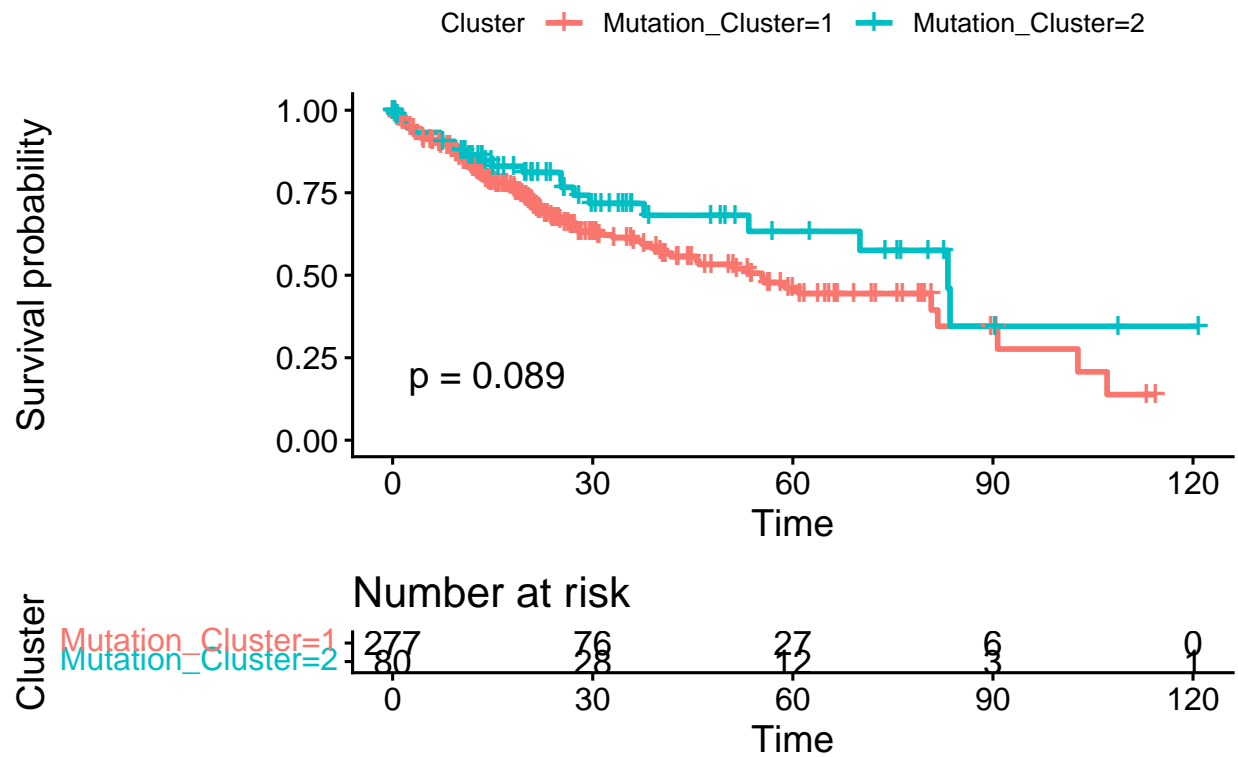 Cluster Mutation_Cluster=1 Mutation_Cluster=2
Survival probability
1.00
0.75
0.50
0.25
0.00
p = 0.089
0 30 60 90 120
Time
Number at risk
Cluster
Mutation_Cluster=1 277 76 27 6 0
Mutation_Cluster=2 80 28 12 3 1
0 30 60 90 120
Time